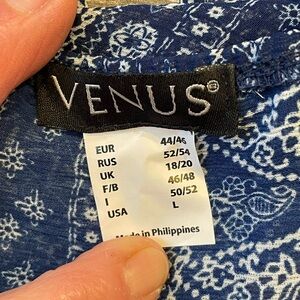 VENUS®
EUR 44/46
RUS 52/54
UK 18/20
F/B 46/48
I 50/52
USA L
Made in Philippines